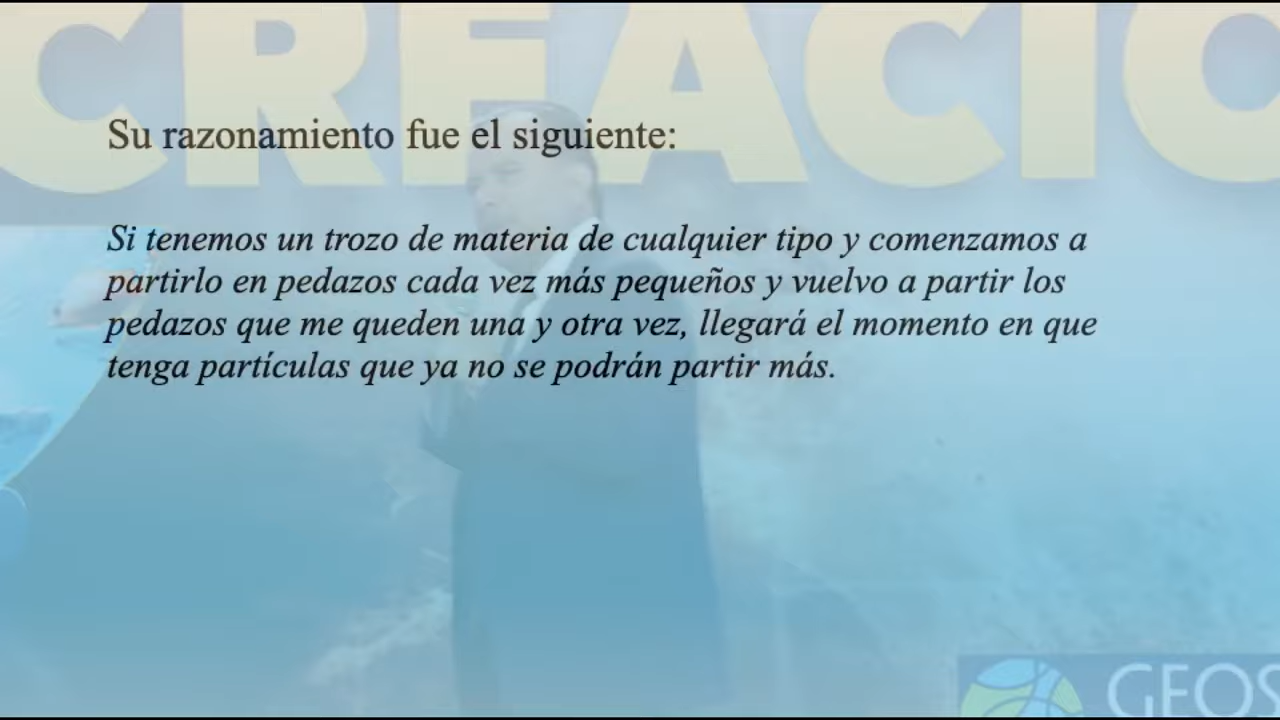 CREACIO
Su razonamiento fue el siguiente:
Si tenemos un trozo de materia de cualquier tipo y comenzamos a
partirlo en pedazos cada vez más pequeños y vuelvo a partir los
pedazos que me queden una y otra vez, llegará el momento en que
tenga partículas que ya no se podrán partir más.
GEOS